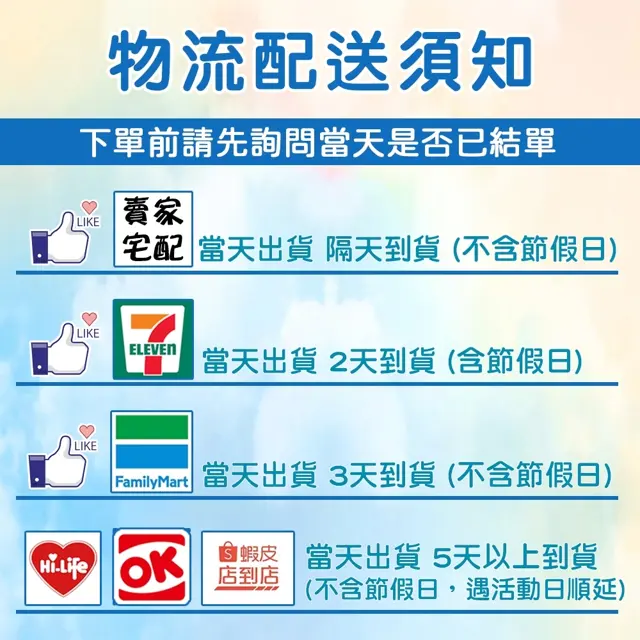 物流配送須知
下單前請先詢問當天是否已結單
LIKE
賣家
宅配
當天出貨 隔天到貨 (不含節假日)
LIKE
7
ELEVEN
當天出貨 2天到貨 (含節假日)
LIKE
FamilyMart
當天出貨 3天到貨 (不含節假日)
Hi-Life
OK
S 蝦皮
店到店
當天出貨 5天以上到貨
(不含節假日，遇活動日順延)